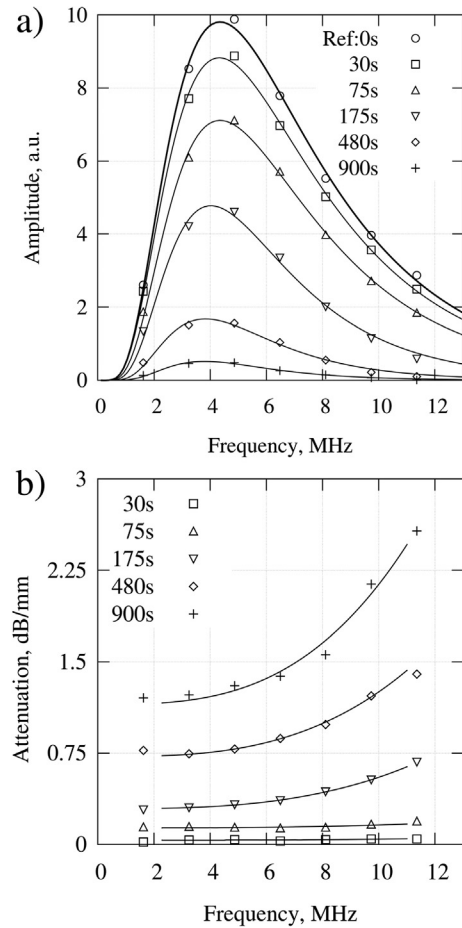 a)
10
8
6
4
2
0
Amplitude, a.u.
Ref:0s
30s
75s
175s
480s
900s
0 2 4 6 8 10 12
Frequency, MHz
b)
3
2.25
1.5
0.75
0
Attenuation, dB/mm
30s
75s
175s
480s
900s
0 2 4 6 8 10 12
Frequency, MHz